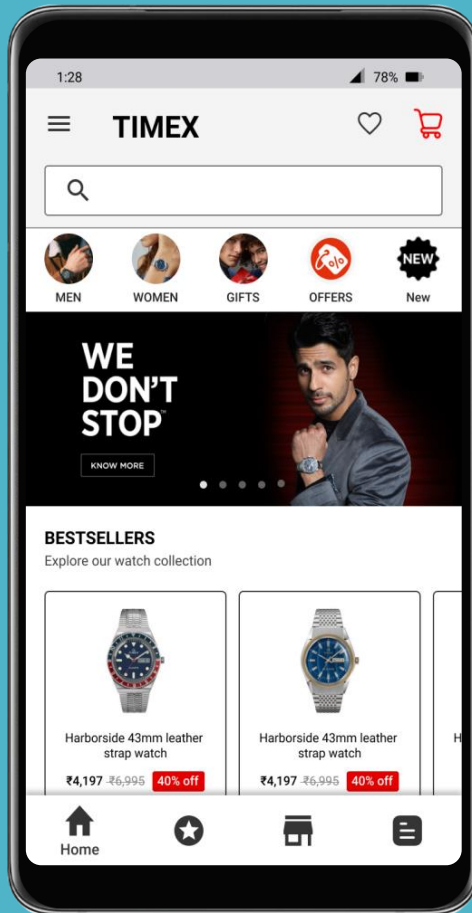 1:28
78%
TIMEX
MEN
WOMEN
GIFTS
OFFERS
NEW
New
WE
DON'T
STOP™
KNOW MORE
BESTSELLERS
Explore our watch collection
Harborside 43mm leather
strap watch
₹4,197 ₹6,995 40% off
Harborside 43mm leather
strap watch
₹4,197 ₹6,995 40% off
H
Home